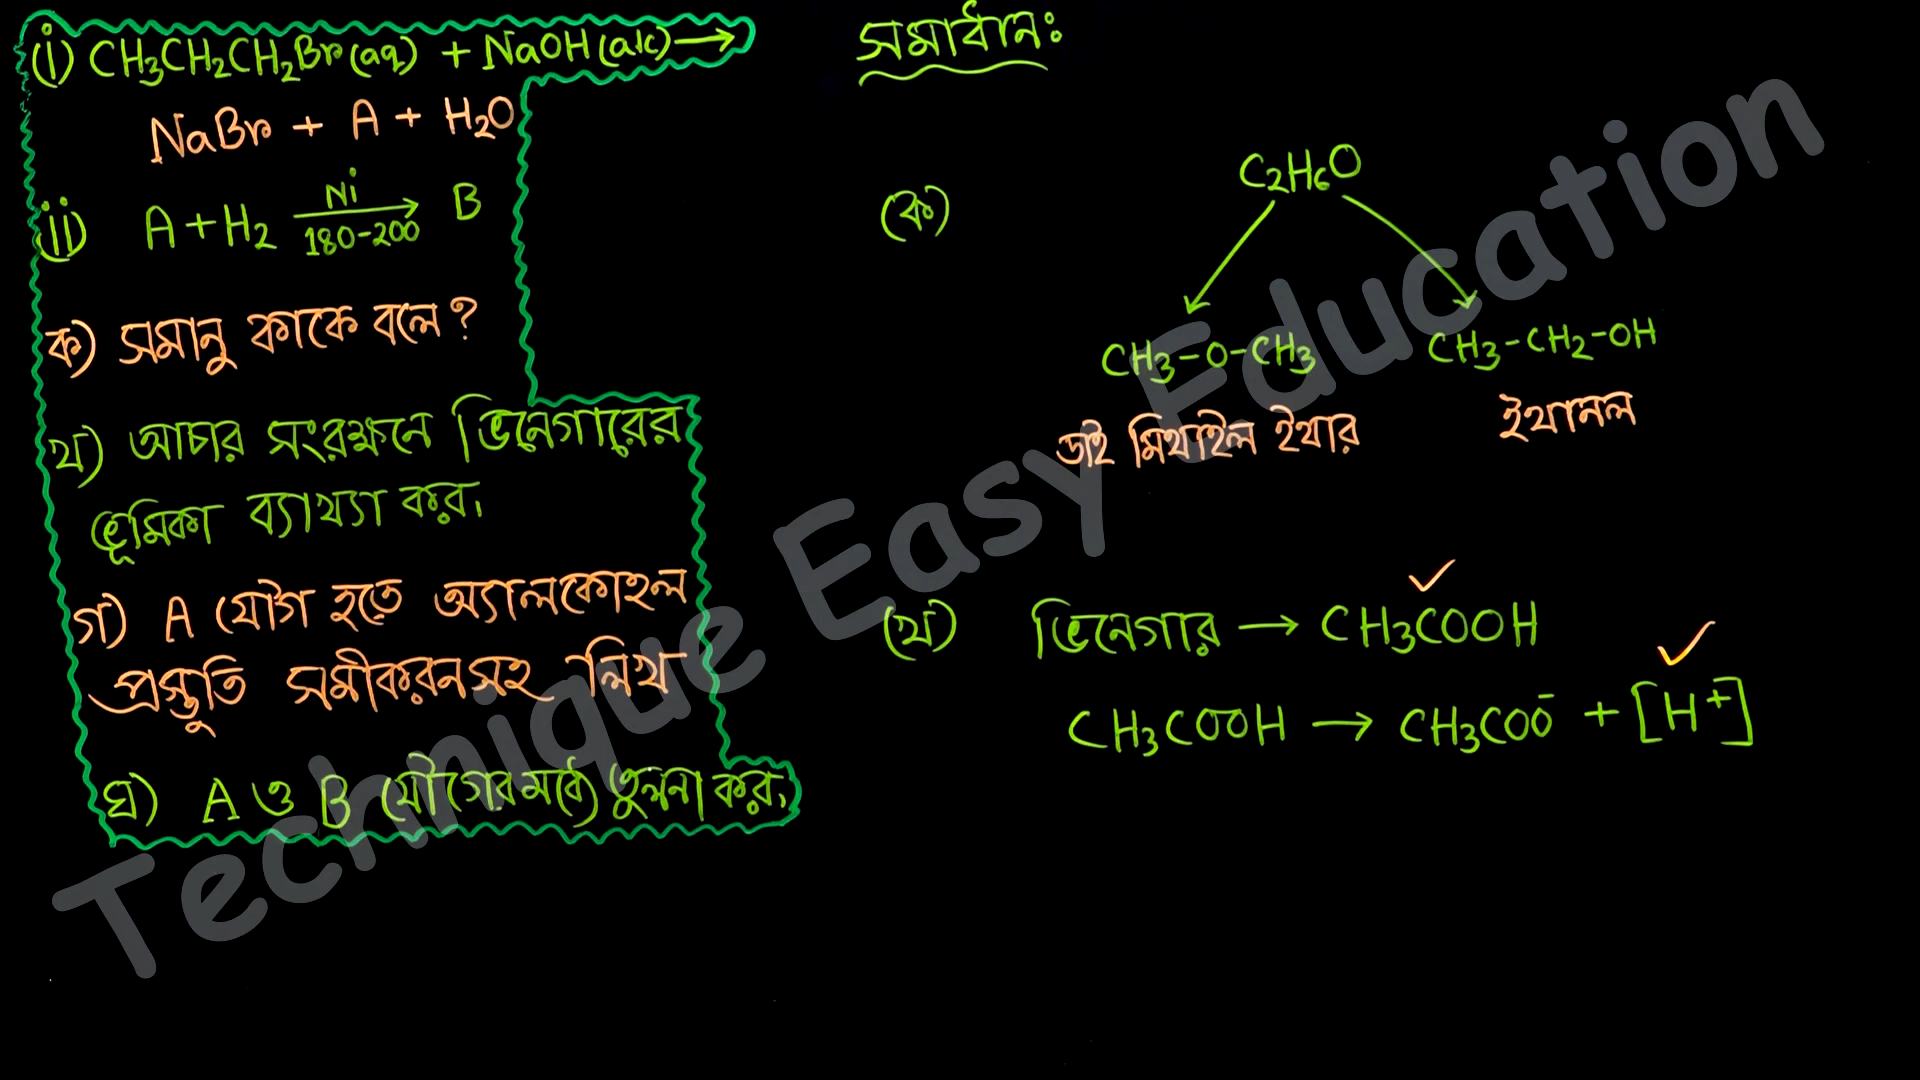 (i) CH3CH2CH2Br(aq) + NaOH(alc)→
NaBr + A + H2O
(ii) A+H2 Ni 180-200 → B
ক) সমানু কাকে বলে?
খ) আচার সংরক্ষনে ভিনেগারের
ভূমিকা ব্যাখ্যা কর।
গ) A যৌগ হতে অ্যালকোহল
প্রস্তুতি সমীকরনসহ লিখ
ঘ) A ও B যৌগের মধ্যে তুলনা কর।
সমাধান:
(ক)
C2H6O
CH3-O-CH3
CH3-CH2-OH
ডাই মিথাইল ইথার
ইথানল
(খ) ভিনেগার → CH3COOH
CH3COOH → CH3COO⁻ + [H⁺]
Technique Easy Education